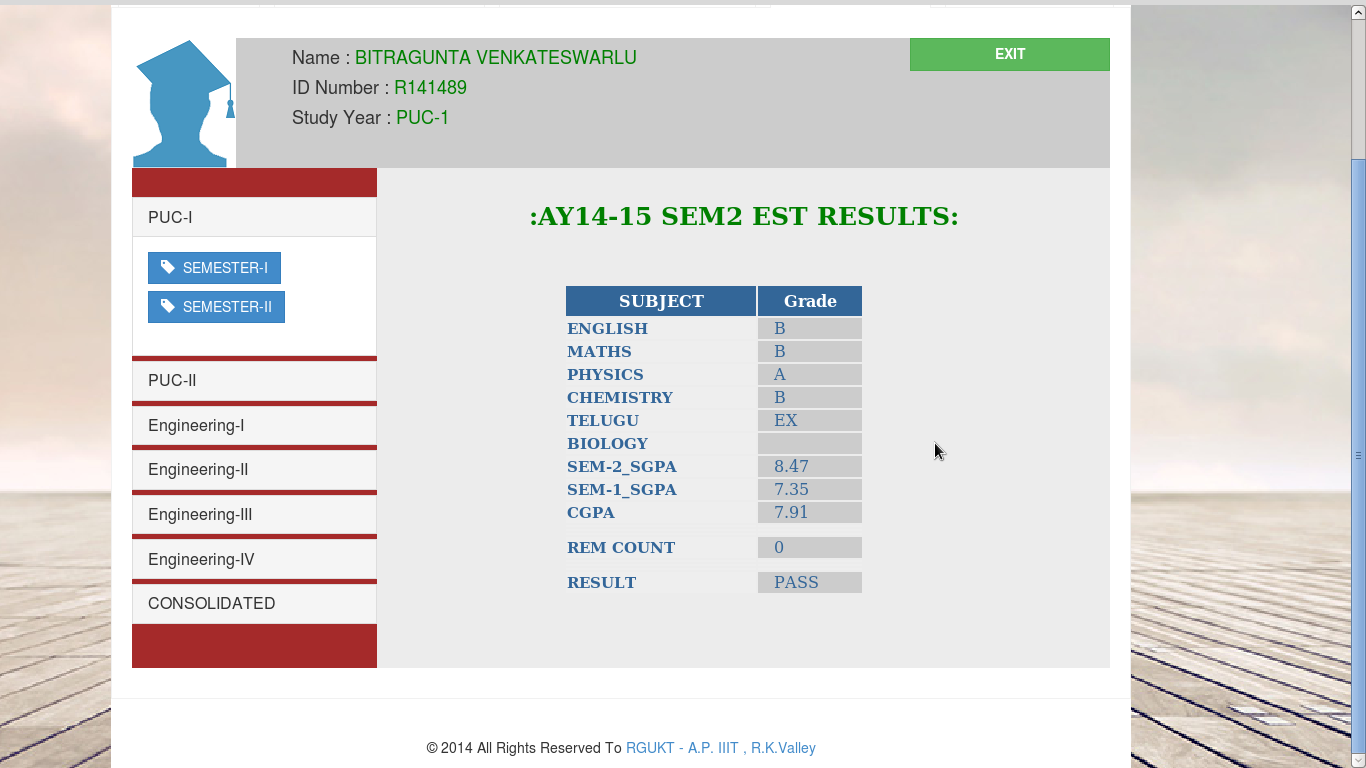 Name : BITRAGUNTA VENKATESWARLU
EXIT
ID Number : R141489
Study Year : PUC-1
PUC-I
SEMESTER-I
SEMESTER-II
PUC-II
Engineering-I
Engineering-II
Engineering-III
Engineering-IV
CONSOLIDATED
:AY14-15 SEM2 EST RESULTS:
SUBJECT Grade
ENGLISH B
MATHS B
PHYSICS A
CHEMISTRY B
TELUGU EX
BIOLOGY
SEM-2_SGPA 8.47
SEM-1_SGPA 7.35
CGPA 7.91
REM COUNT 0
RESULT PASS
© 2014 All Rights Reserved To RGUKT - A.P. IIIT , R.K.Valley